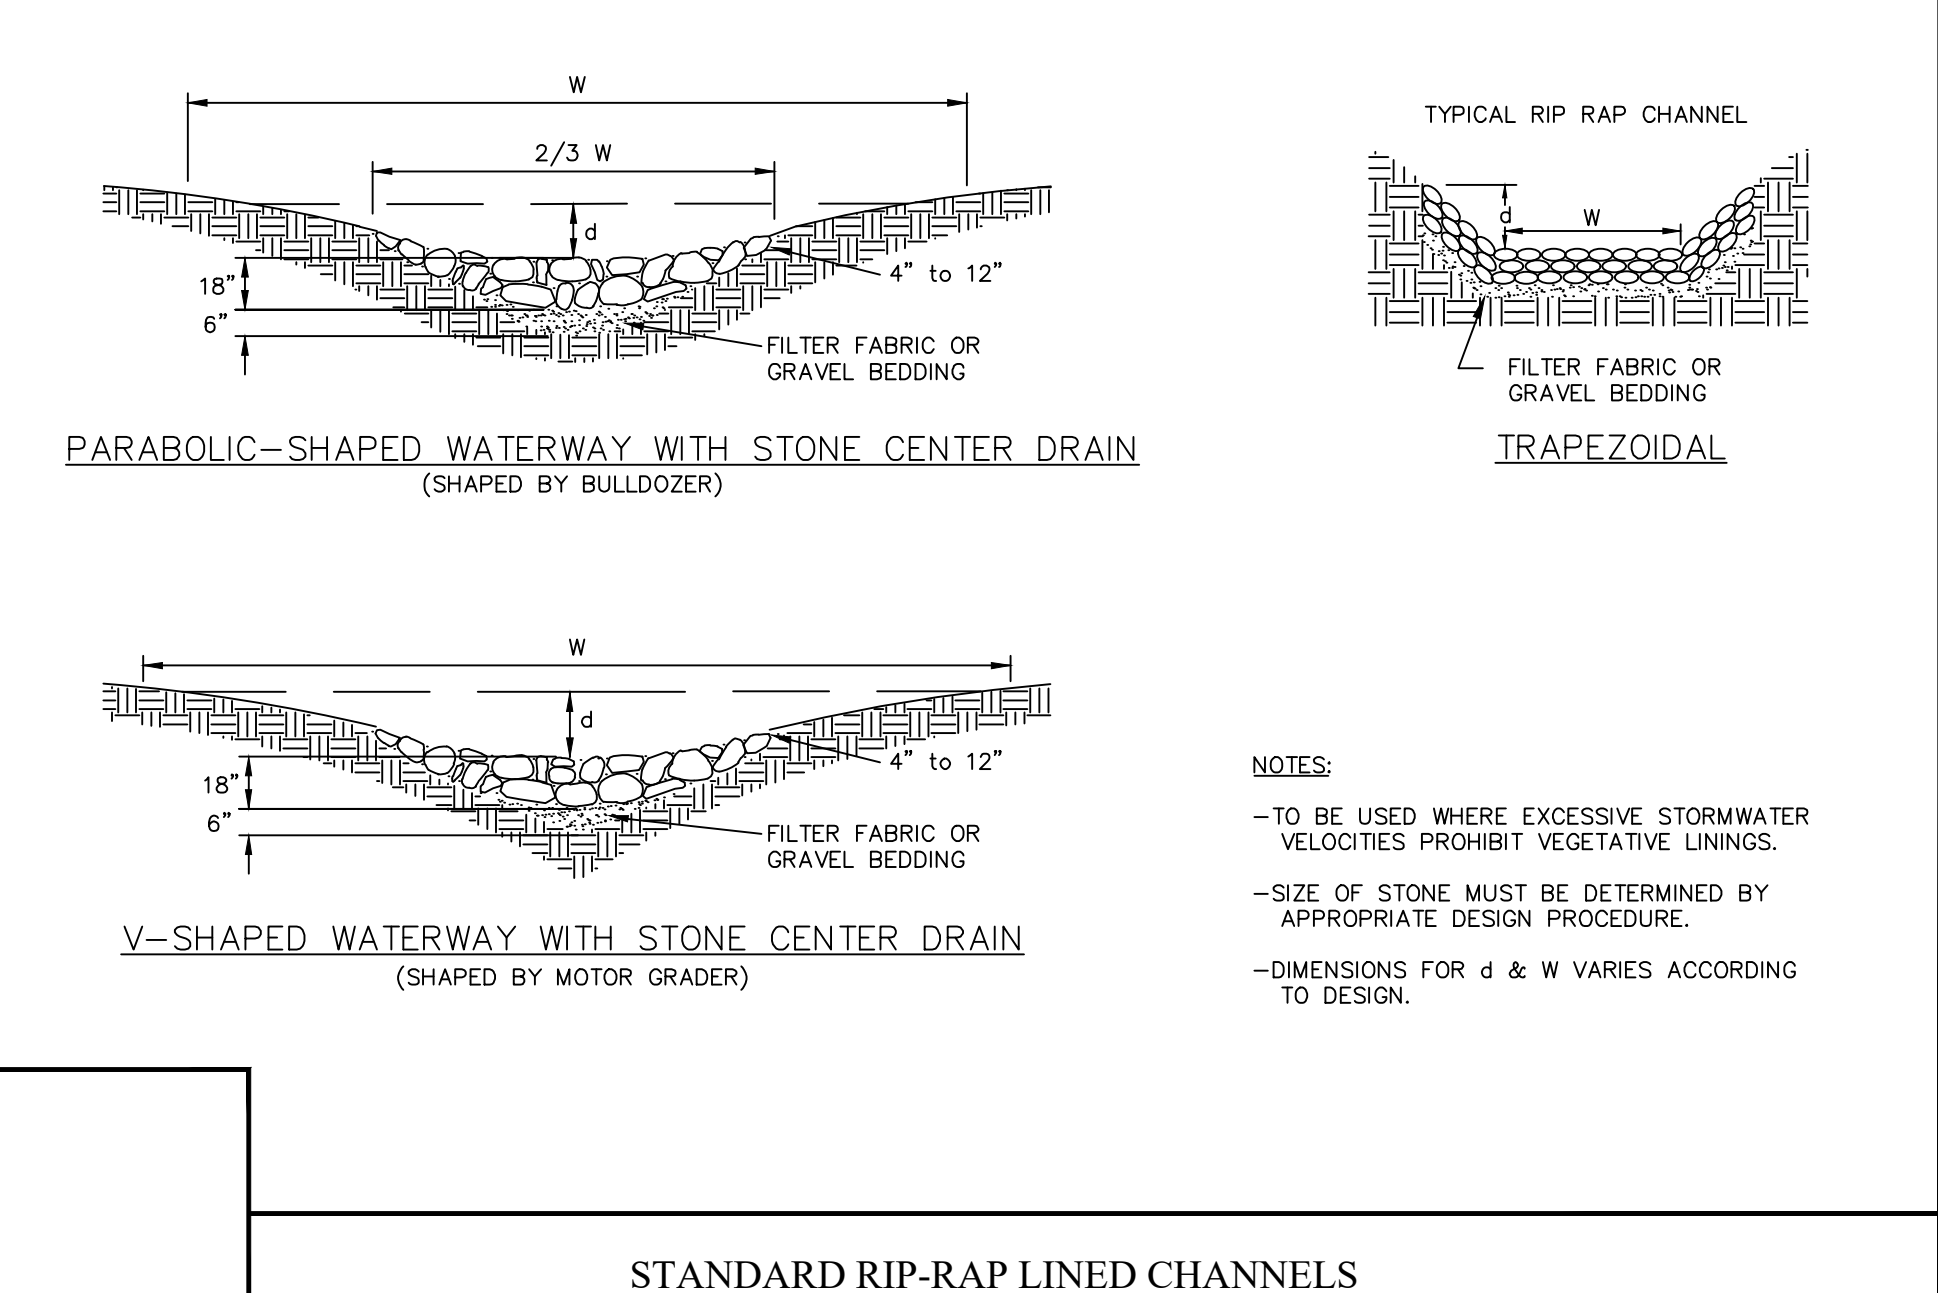 W
2/3 W
d
18”
6”
4” to 12”
FILTER FABRIC OR
GRAVEL BEDDING
PARABOLIC-SHAPED WATERWAY WITH STONE CENTER DRAIN
(SHAPED BY BULLDOZER)
TYPICAL RIP RAP CHANNEL
d
W
FILTER FABRIC OR
GRAVEL BEDDING
TRAPEZOIDAL
W
d
18”
6”
4” to 12”
FILTER FABRIC OR
GRAVEL BEDDING
V-SHAPED WATERWAY WITH STONE CENTER DRAIN
(SHAPED BY MOTOR GRADER)
NOTES:
-TO BE USED WHERE EXCESSIVE STORMWATER
VELOCITIES PROHIBIT VEGETATIVE LININGS.
-SIZE OF STONE MUST BE DETERMINED BY
APPROPRIATE DESIGN PROCEDURE.
-DIMENSIONS FOR d & W VARIES ACCORDING
TO DESIGN.
STANDARD RIP-RAP LINED CHANNELS